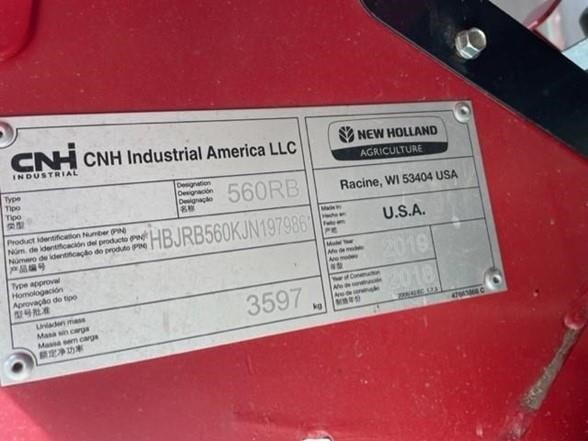 CNH
INDUSTRIAL
CNH Industrial America LLC
Type
Tipo
Tipo
类型
Designation
Designación
Designação
名称
560RB
Product Identification Number (PIN)
Núm. de identificación del producto (PIN)
Número de identificação do produto (PIN)
产品编号
HBJRB560KJN197986
Type approval
Homologación
Aprovação do tipo
型号批准
Unladen mass
Masa sin carga
Massa sem carga
额定净功率
3597 kg
NEW HOLLAND
AGRICULTURE
Racine, WI 53404 USA
Made in
Hecho en
Feito em
产地
U.S.A.
Model Year
Año de modelo
Ano modelo
年型
2019
Year of Construction
Año de construcción
Ano de construção
制造年份
2018
47663868 C